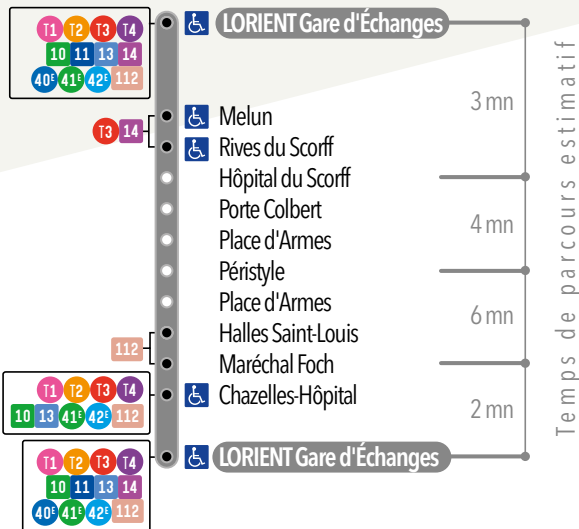 T1 T2 T3 T4
10 11 13 14
40E 41E 42E 112
LORIENT Gare d'Échanges
3 mn
T3 14
Melun
Rives du Scorff
Hôpital du Scorff
Porte Colbert
4 mn
Place d'Armes
Péristyle
Place d'Armes
6 mn
112
Halles Saint-Louis
Maréchal Foch
T1 T2 T3 T4
10 13 41E 42E 112
Chazelles-Hôpital
2 mn
T1 T2 T3 T4
10 11 13 14
40E 41E 42E 112
LORIENT Gare d'Échanges
Temps de parcours estimatif